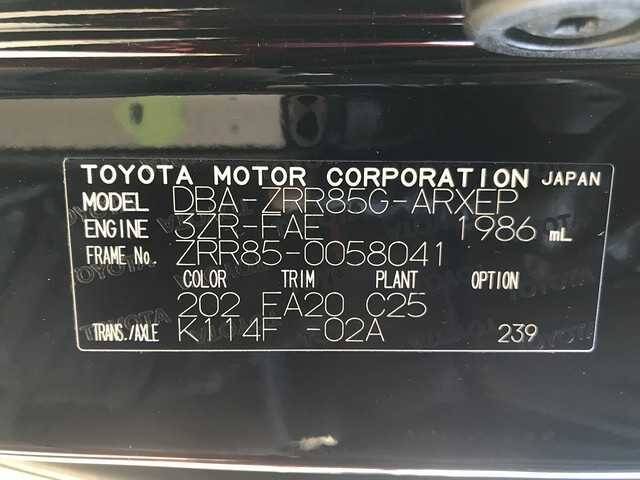 TOYOTA MOTOR CORPORATION JAPAN
MODEL DBA-ZRR85G-ARXEP
ENGINE 3ZR-FAE 1986 mL
FRAME No. ZRR85-0058041
COLOR TRIM PLANT OPTION
202 EA20 C25
TRANS./AXLE K114F -02A 239